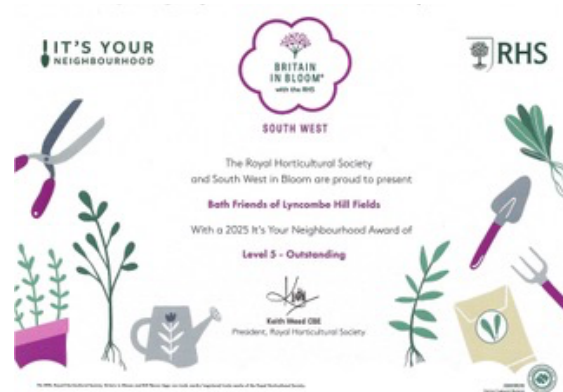 IT'S YOUR
NEIGHBOURHOOD
BRITAIN
IN BLOOM
with the RHS
RHS
SOUTH WEST
The Royal Horticultural Society
and South West in Bloom are proud to present
Bath Friends of Lyncombe Hill Fields
With a 2025 It's Your Neighbourhood Award of
Level 5 - Outstanding
Keith Weed CBE
President, Royal Horticultural Society